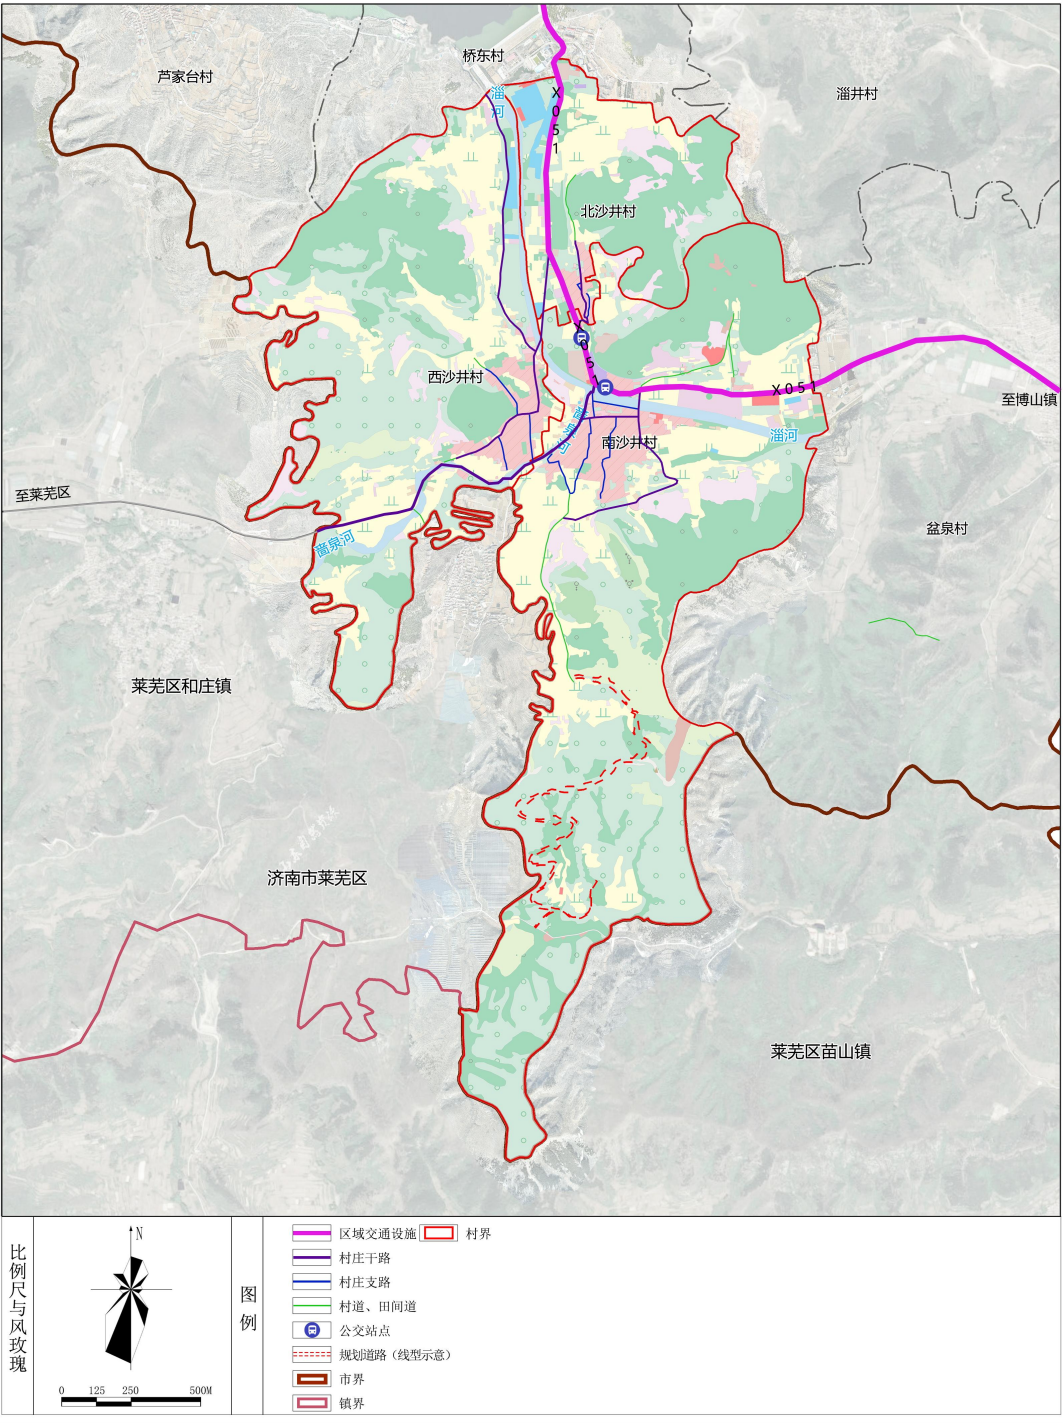 桥东村
芦家台村
淄井村
淄河
X051
北沙井村
X051
西沙井村
X051
至博山镇
淄河
南沙井村
至莱芜区
盆泉村
莱芜区和庄镇
济南市莱芜区
莱芜区苗山镇
比例尺与风玫瑰
N
0 125 250 500M
图例
区域交通设施 村界
村庄干路
村庄支路
村道、田间道
公交站点
规划道路（线型示意）
市界
镇界